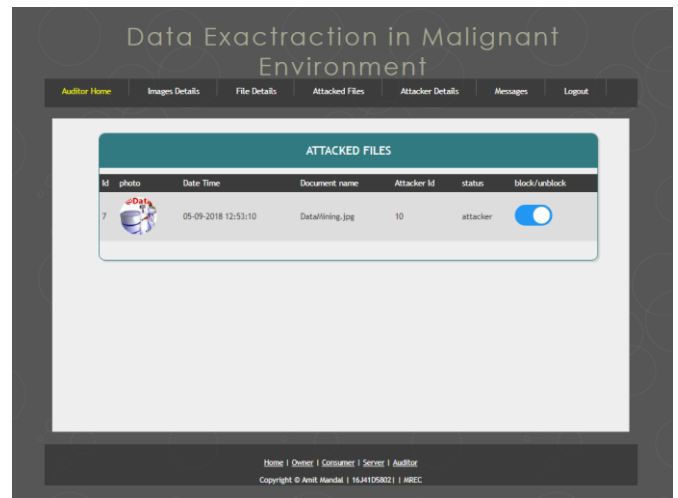 Data Exactraction in Malignant
Environment
Auditor Home Images Details File Details Attacked Files Attacker Details Messages Logout
ATTACKED FILES
Id photo Date Time Document name Attacker Id status block/unblock
Data
7 05-09-2018 12:53:10 DataMining.jpg 10 attacker
Home | Owner | Consumer | Server | Auditor
Copyright © Amit Mandal | 16J41D5802| | MREC